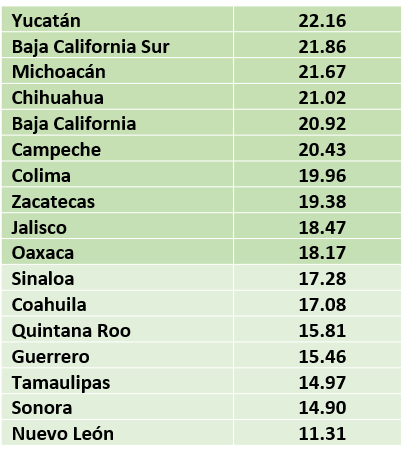 Yucatán 22.16
Baja California Sur 21.86
Michoacán 21.67
Chihuahua 21.02
Baja California 20.92
Campeche 20.43
Colima 19.96
Zacatecas 19.38
Jalisco 18.47
Oaxaca 18.17
Sinaloa 17.28
Coahuila 17.08
Quintana Roo 15.81
Guerrero 15.46
Tamaulipas 14.97
Sonora 14.90
Nuevo León 11.31